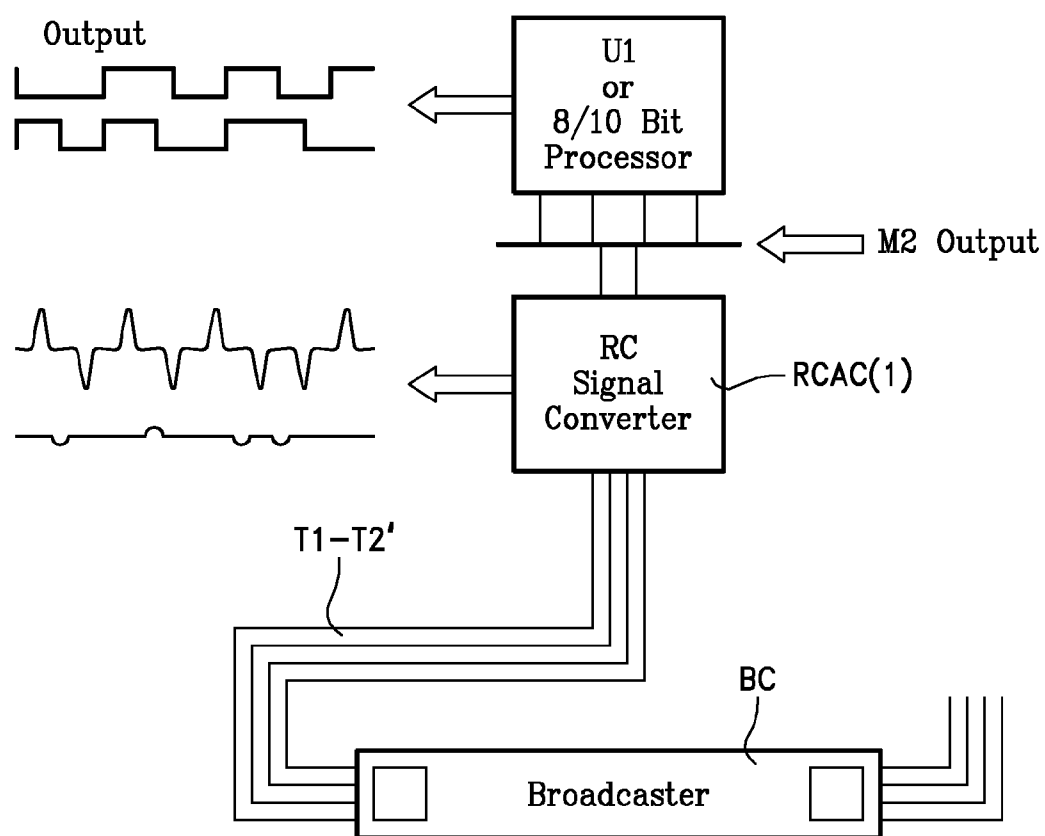 Output
U1
or
8/10 Bit
Processor
M2 Output
RC
Signal
Converter
RCAC(1)
T1-T2'
BC
Broadcaster